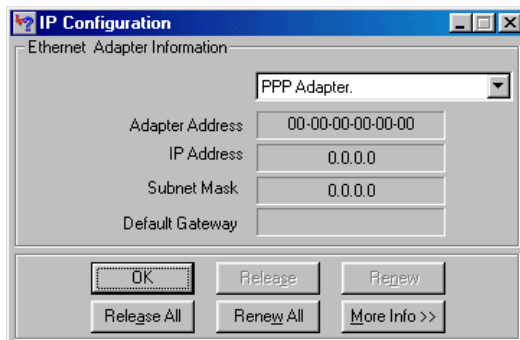 IP Configuration
Ethernet Adapter Information
PPP Adapter.
Adapter Address 00-00-00-00-00-00
IP Address 0.0.0.0
Subnet Mask 0.0.0.0
Default Gateway
OK Release Renew
Release All Renew All More Info >>